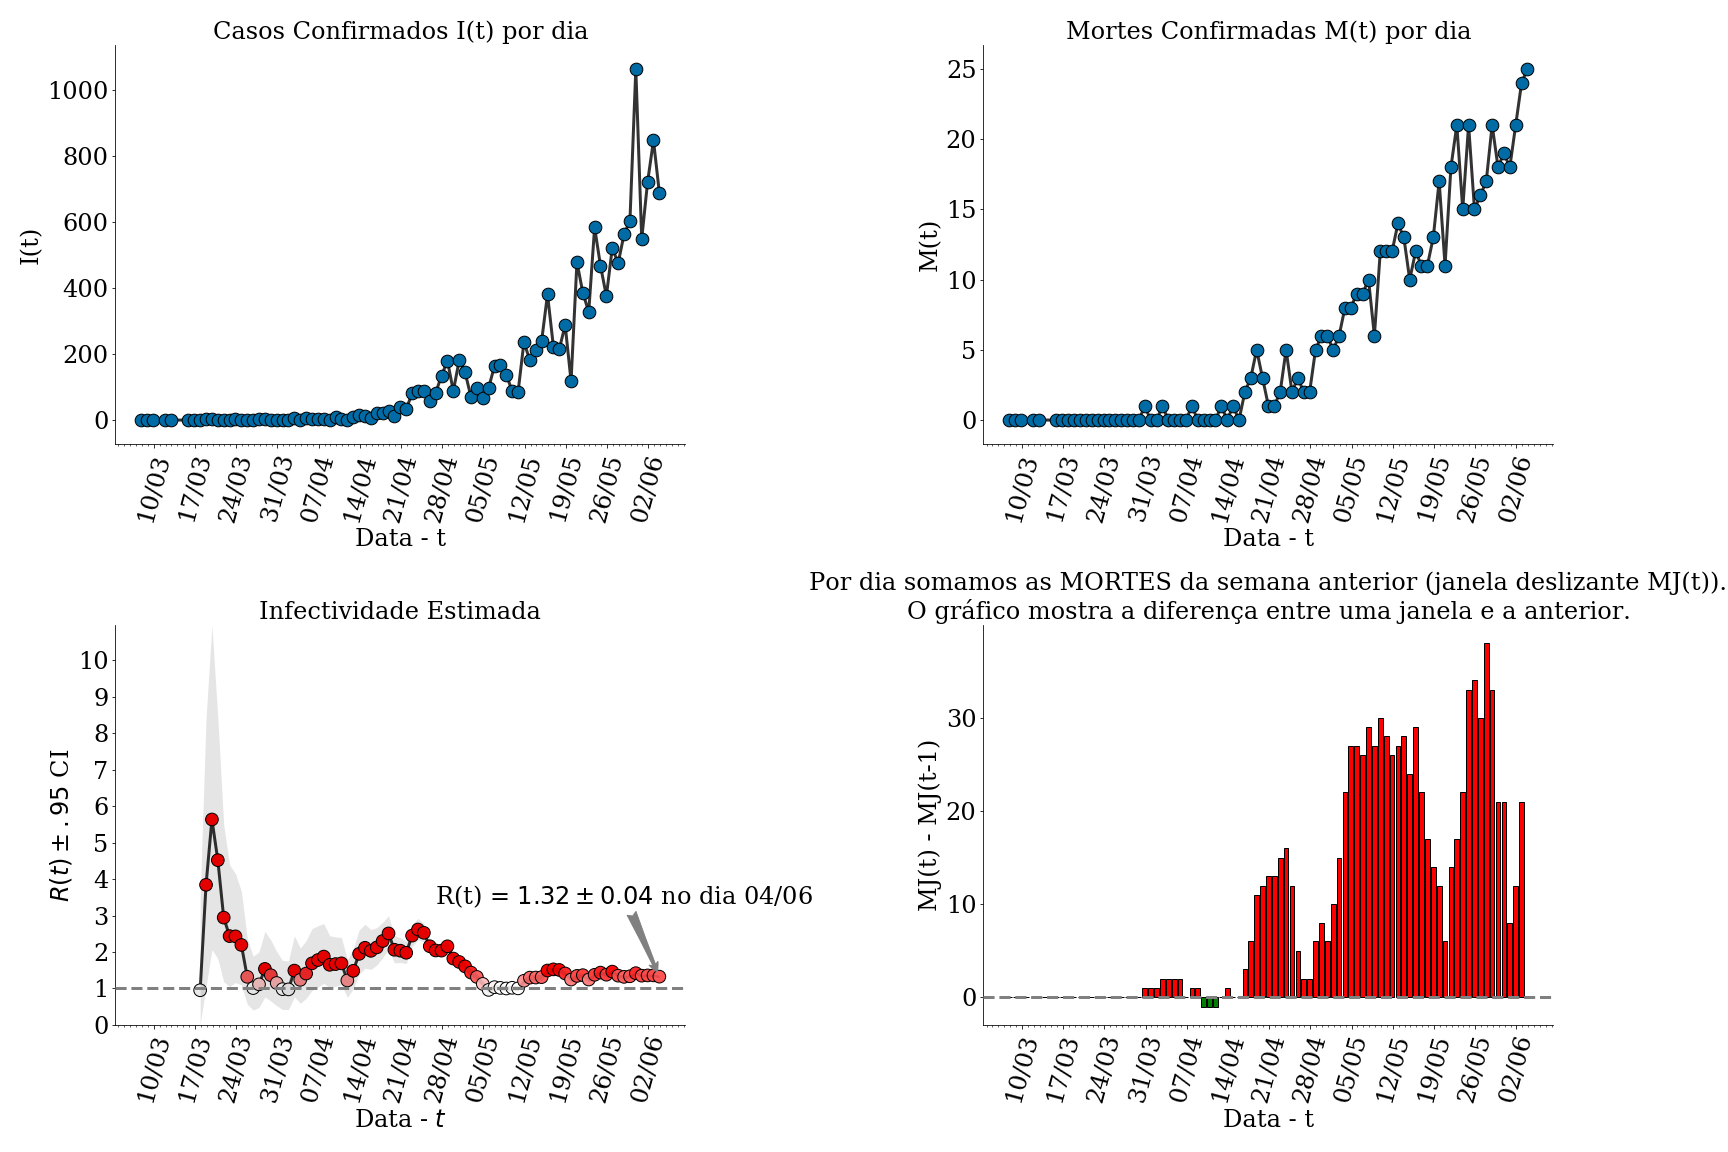 Casos Confirmados I(t) por dia
I(t)
1000
800
600
400
200
0
10/03 17/03 24/03 31/03 07/04 14/04 21/04 28/04 05/05 12/05 19/05 26/05 02/06
Data - t
Mortes Confirmadas M(t) por dia
M(t)
25
20
15
10
5
0
10/03 17/03 24/03 31/03 07/04 14/04 21/04 28/04 05/05 12/05 19/05 26/05 02/06
Data - t
Infectividade Estimada
R(t) ± .95 CI
10
9
8
7
6
5
4
3
2
1
0
R(t) = 1.32 ± 0.04 no dia 04/06
10/03 17/03 24/03 31/03 07/04 14/04 21/04 28/04 05/05 12/05 19/05 26/05 02/06
Data - t
Por dia somamos as MORTES da semana anterior (janela deslizante MJ(t)).
O gráfico mostra a diferença entre uma janela e a anterior.
MJ(t) - MJ(t-1)
30
20
10
0
10/03 17/03 24/03 31/03 07/04 14/04 21/04 28/04 05/05 12/05 19/05 26/05 02/06
Data - t